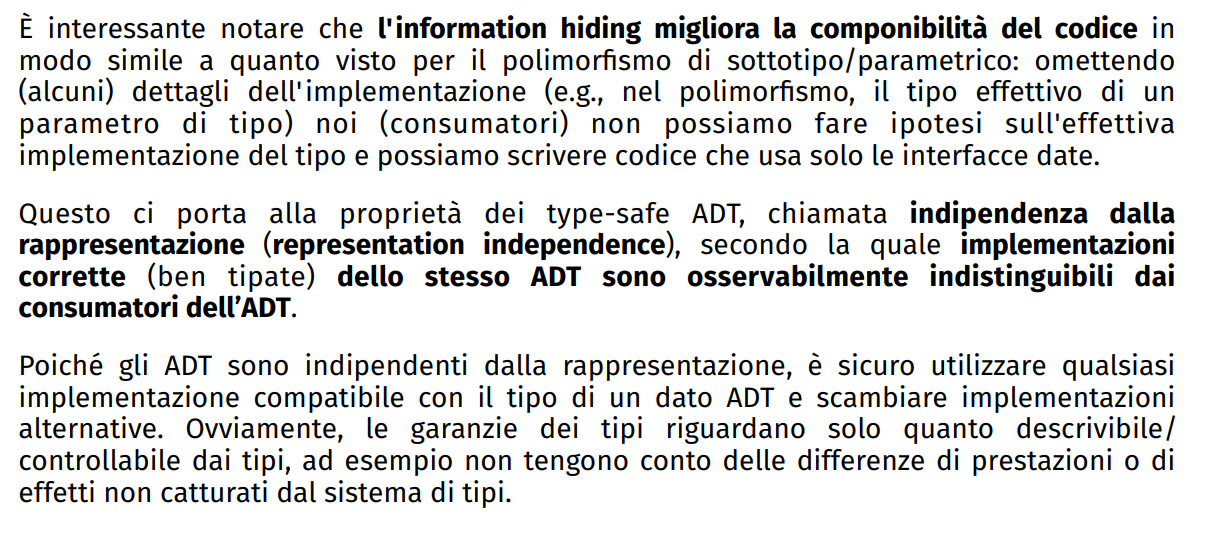 È interessante notare che l'information hiding migliora la componibilità del codice in
modo simile a quanto visto per il polimorfismo di sottotipo/parametrico: omettendo
(alcuni) dettagli dell'implementazione (e.g., nel polimorfismo, il tipo effettivo di un
parametro di tipo) noi (consumatori) non possiamo fare ipotesi sull'effettiva
implementazione del tipo e possiamo scrivere codice che usa solo le interfacce date.
Questo ci porta alla proprietà dei type-safe ADT, chiamata indipendenza dalla
rappresentazione (representation independence), secondo la quale implementazioni
corrette (ben tipate) dello stesso ADT sono osservabilmente indistinguibili dai
consumatori dell’ADT.
Poiché gli ADT sono indipendenti dalla rappresentazione, è sicuro utilizzare qualsiasi
implementazione compatibile con il tipo di un dato ADT e scambiare implementazioni
alternative. Ovviamente, le garanzie dei tipi riguardano solo quanto descrivibile/
controllabile dai tipi, ad esempio non tengono conto delle differenze di prestazioni o di
effetti non catturati dal sistema di tipi.